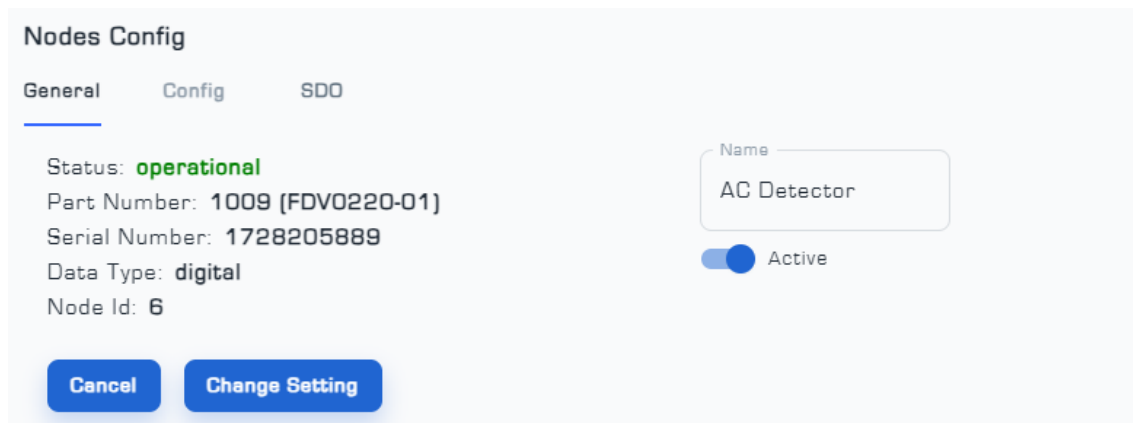 Nodes Config
General Config SDO
Status: operational
Part Number: 1009 (FDV0220-01)
Serial Number: 1728205889
Data Type: digital
Node Id: 6
Name
AC Detector
Active
Cancel Change Setting